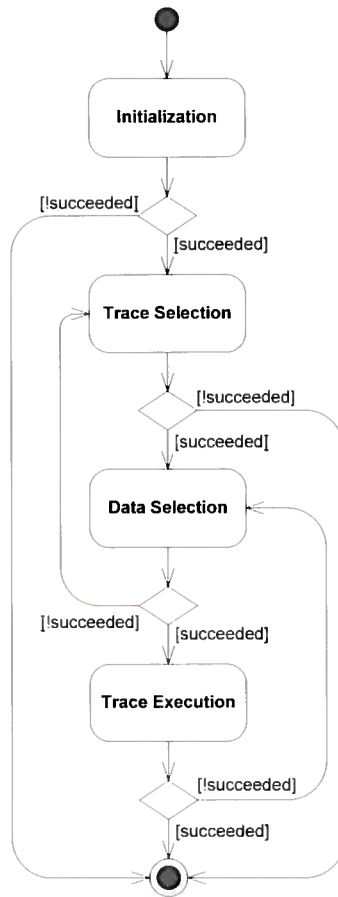 Initialization
[!succeeded]
[succeeded]
Trace Selection
[!succeeded]
[succeeded]
Data Selection
[!succeeded]
[succeeded]
Trace Execution
[!succeeded]
[succeeded]